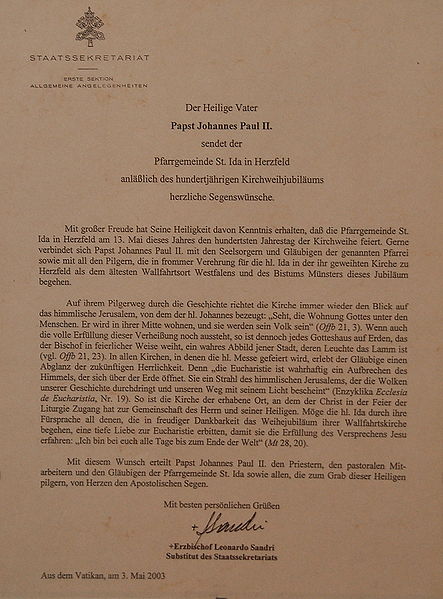 STAATSSEKRETARIAT
ERSTE SEKTION
ALLGEMEINE ANGELEGENHEITEN
Der Heilige Vater
Papst Johannes Paul II.
sendet der
Pfarrgemeinde St. Ida in Herzfeld
anläßlich des hundertjährigen Kirchweihjubiläums
herzliche Segenswünsche.
Mit großer Freude hat Seine Heiligkeit davon Kenntnis erhalten, daß die Pfarrgemeinde St.
Ida in Herzfeld am 13. Mai dieses Jahres den hundertsten Jahrestag der Kirchweihe feiert. Gerne
verbindet sich Papst Johannes Paul II. mit den Seelsorgern und Gläubigen der genannten Pfarrei
sowie mit all den Pilgern, die in frommer Verehrung für die hl. Ida in der ihr geweihten Kirche zu
Herzfeld als dem ältesten Wallfahrtsort Westfalens und des Bistums Münsters dieses Jubiläum
begehen.
Auf ihrem Pilgerweg durch die Geschichte richtet die Kirche immer wieder den Blick auf
das himmlische Jerusalem, von dem der hl. Johannes bezeugt: „Seht, die Wohnung Gottes unter den
Menschen. Er wird in ihrer Mitte wohnen, und sie werden sein Volk sein“ (Offb 21, 3). Wenn auch
die volle Erfüllung dieser Verheißung noch aussteht, so ist dennoch jedes Gotteshaus auf Erden, das
der Bischof in feierlicher Weise weiht, ein wahres Abbild jener Stadt, deren Leuchte das Lamm ist
(vgl. Offb 21, 23). In allen Kirchen, in denen die hl. Messe gefeiert wird, erlebt der Gläubige einen
Abglanz der zukünftigen Herrlichkeit. Denn „die Eucharistie ist wahrhaftig ein Aufbrechen des
Himmels, der sich über der Erde öffnet. Sie ein Strahl des himmlischen Jerusalems, der die Wolken
unserer Geschichte durchdringt und unseren Weg mit seinem Licht bescheint“ (Enzyklika Ecclesia
de Eucharistia, Nr. 19). So ist die Kirche der erhabene Ort, an dem der Christ in der Feier der
Liturgie Zugang hat zur Gemeinschaft des Herrn und seiner Heiligen. Möge die hl. Ida durch ihre
Fürsprache all denen, die in freudiger Dankbarkeit das Weihejubiläum ihrer Wallfahrtskirche
begehen, eine tiefe Liebe zur Eucharistie erbitten, damit sie die Erfüllung des Versprechens Jesu
erfahren: „Ich bin bei euch alle Tage bis zum Ende der Welt“ (Mt 28, 20).
Mit diesem Wunsch erteilt Papst Johannes Paul II. den Priestern, den pastoralen Mit-
arbeitern und den Gläubigen der Pfarrgemeinde St. Ida sowie allen, die zum Grab dieser Heiligen
pilgern, von Herzen den Apostolischen Segen.
Mit besten persönlichen Grüßen
+Sandri
+Erzbischof Leonardo Sandri
Substitut des Staatssekretariats
Aus dem Vatikan, am 3. Mai 2003